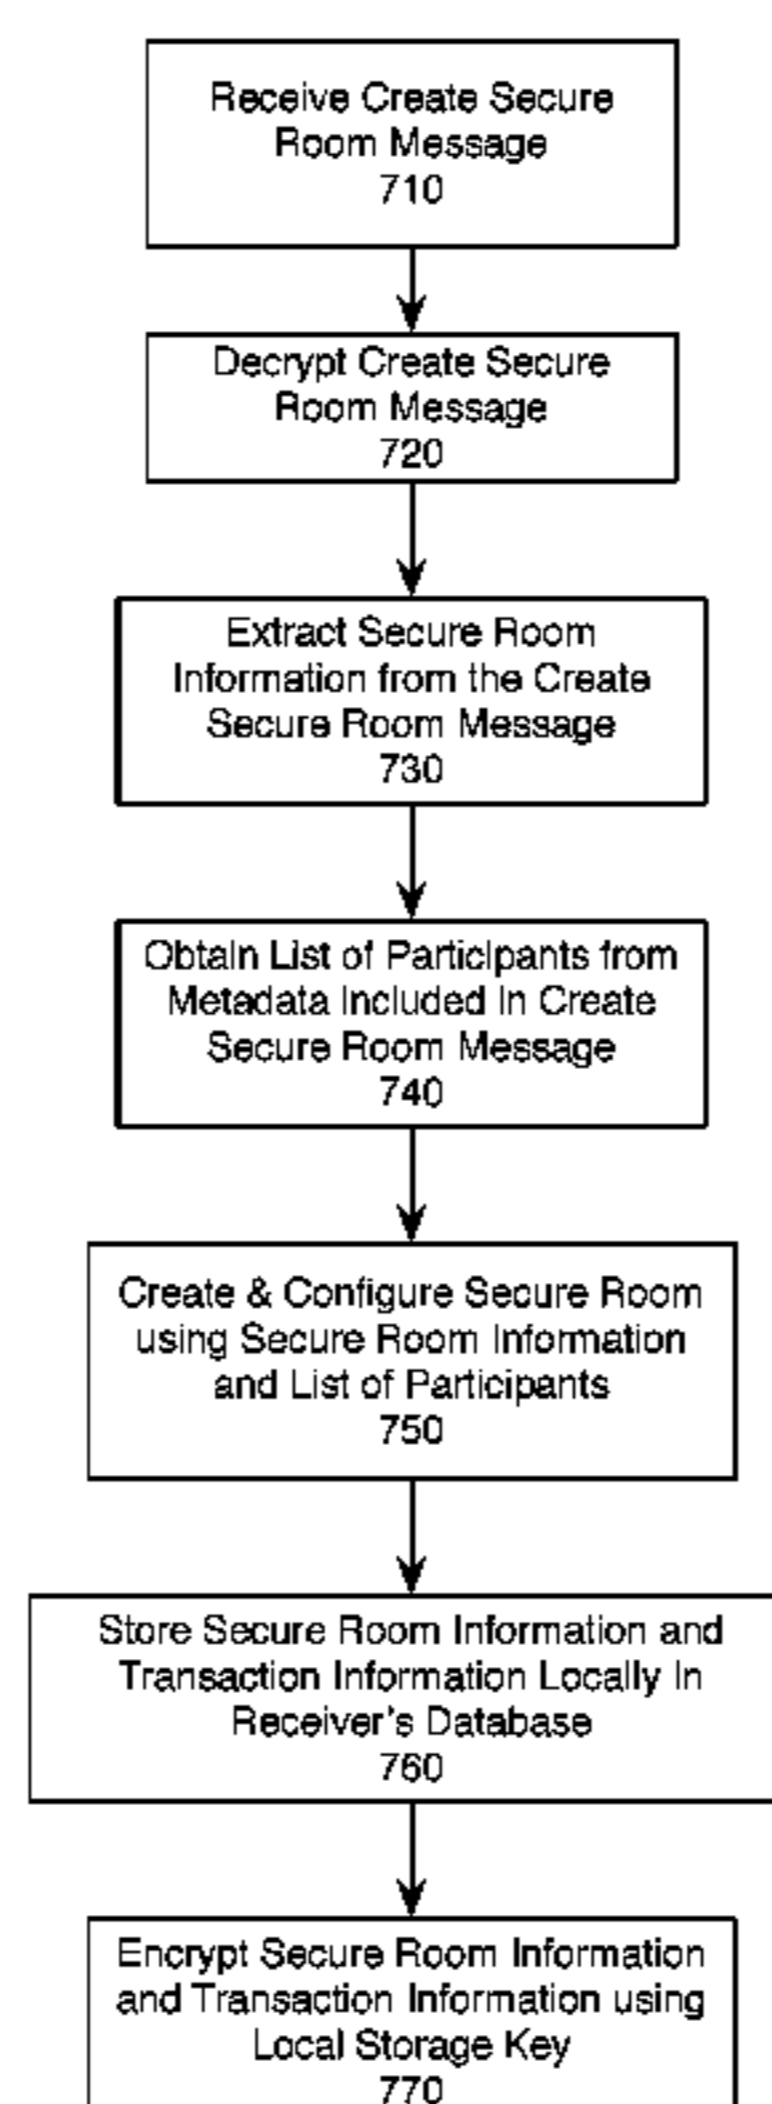 Receive Create Secure
Room Message
710
Decrypt Create Secure
Room Message
720
Extract Secure Room
Information from the Create
Secure Room Message
730
Obtain List of Participants from
Metadata Included in Create
Secure Room Message
740
Create & Configure Secure Room
using Secure Room Information
and List of Participants
750
Store Secure Room Information and
Transaction Information Locally in
Receiver's Database
760
Encrypt Secure Room Information
and Transaction Information using
Local Storage Key
770